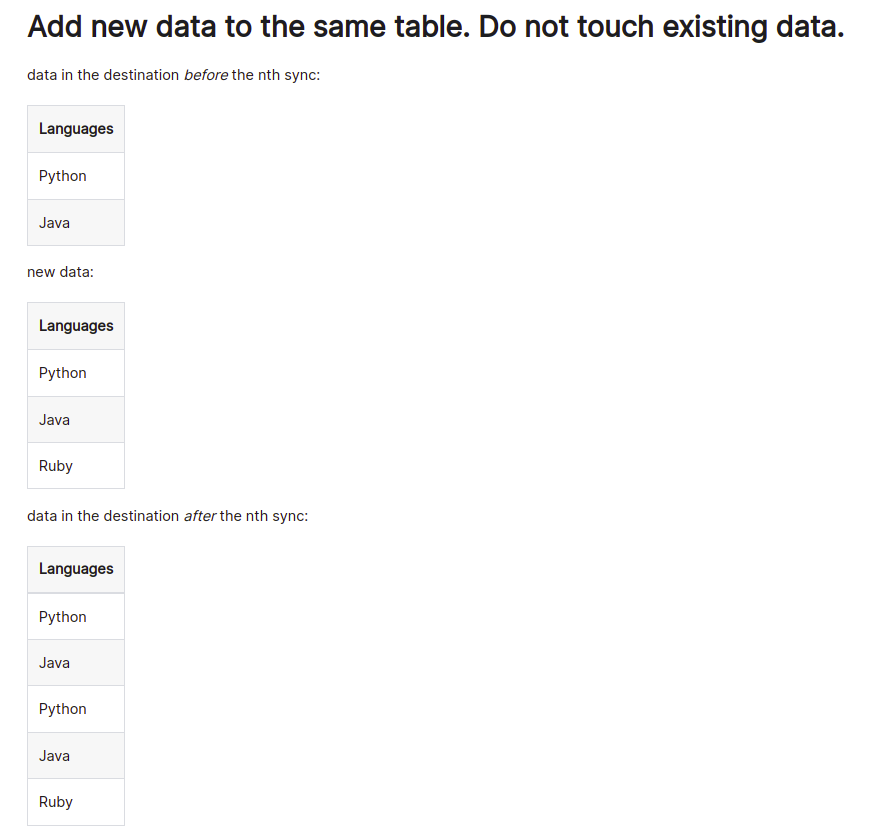 Add new data to the same table. Do not touch existing data.
data in the destination before the nth sync:
Languages
Python
Java
new data:
Languages
Python
Java
Ruby
data in the destination after the nth sync:
Languages
Python
Java
Python
Java
Ruby